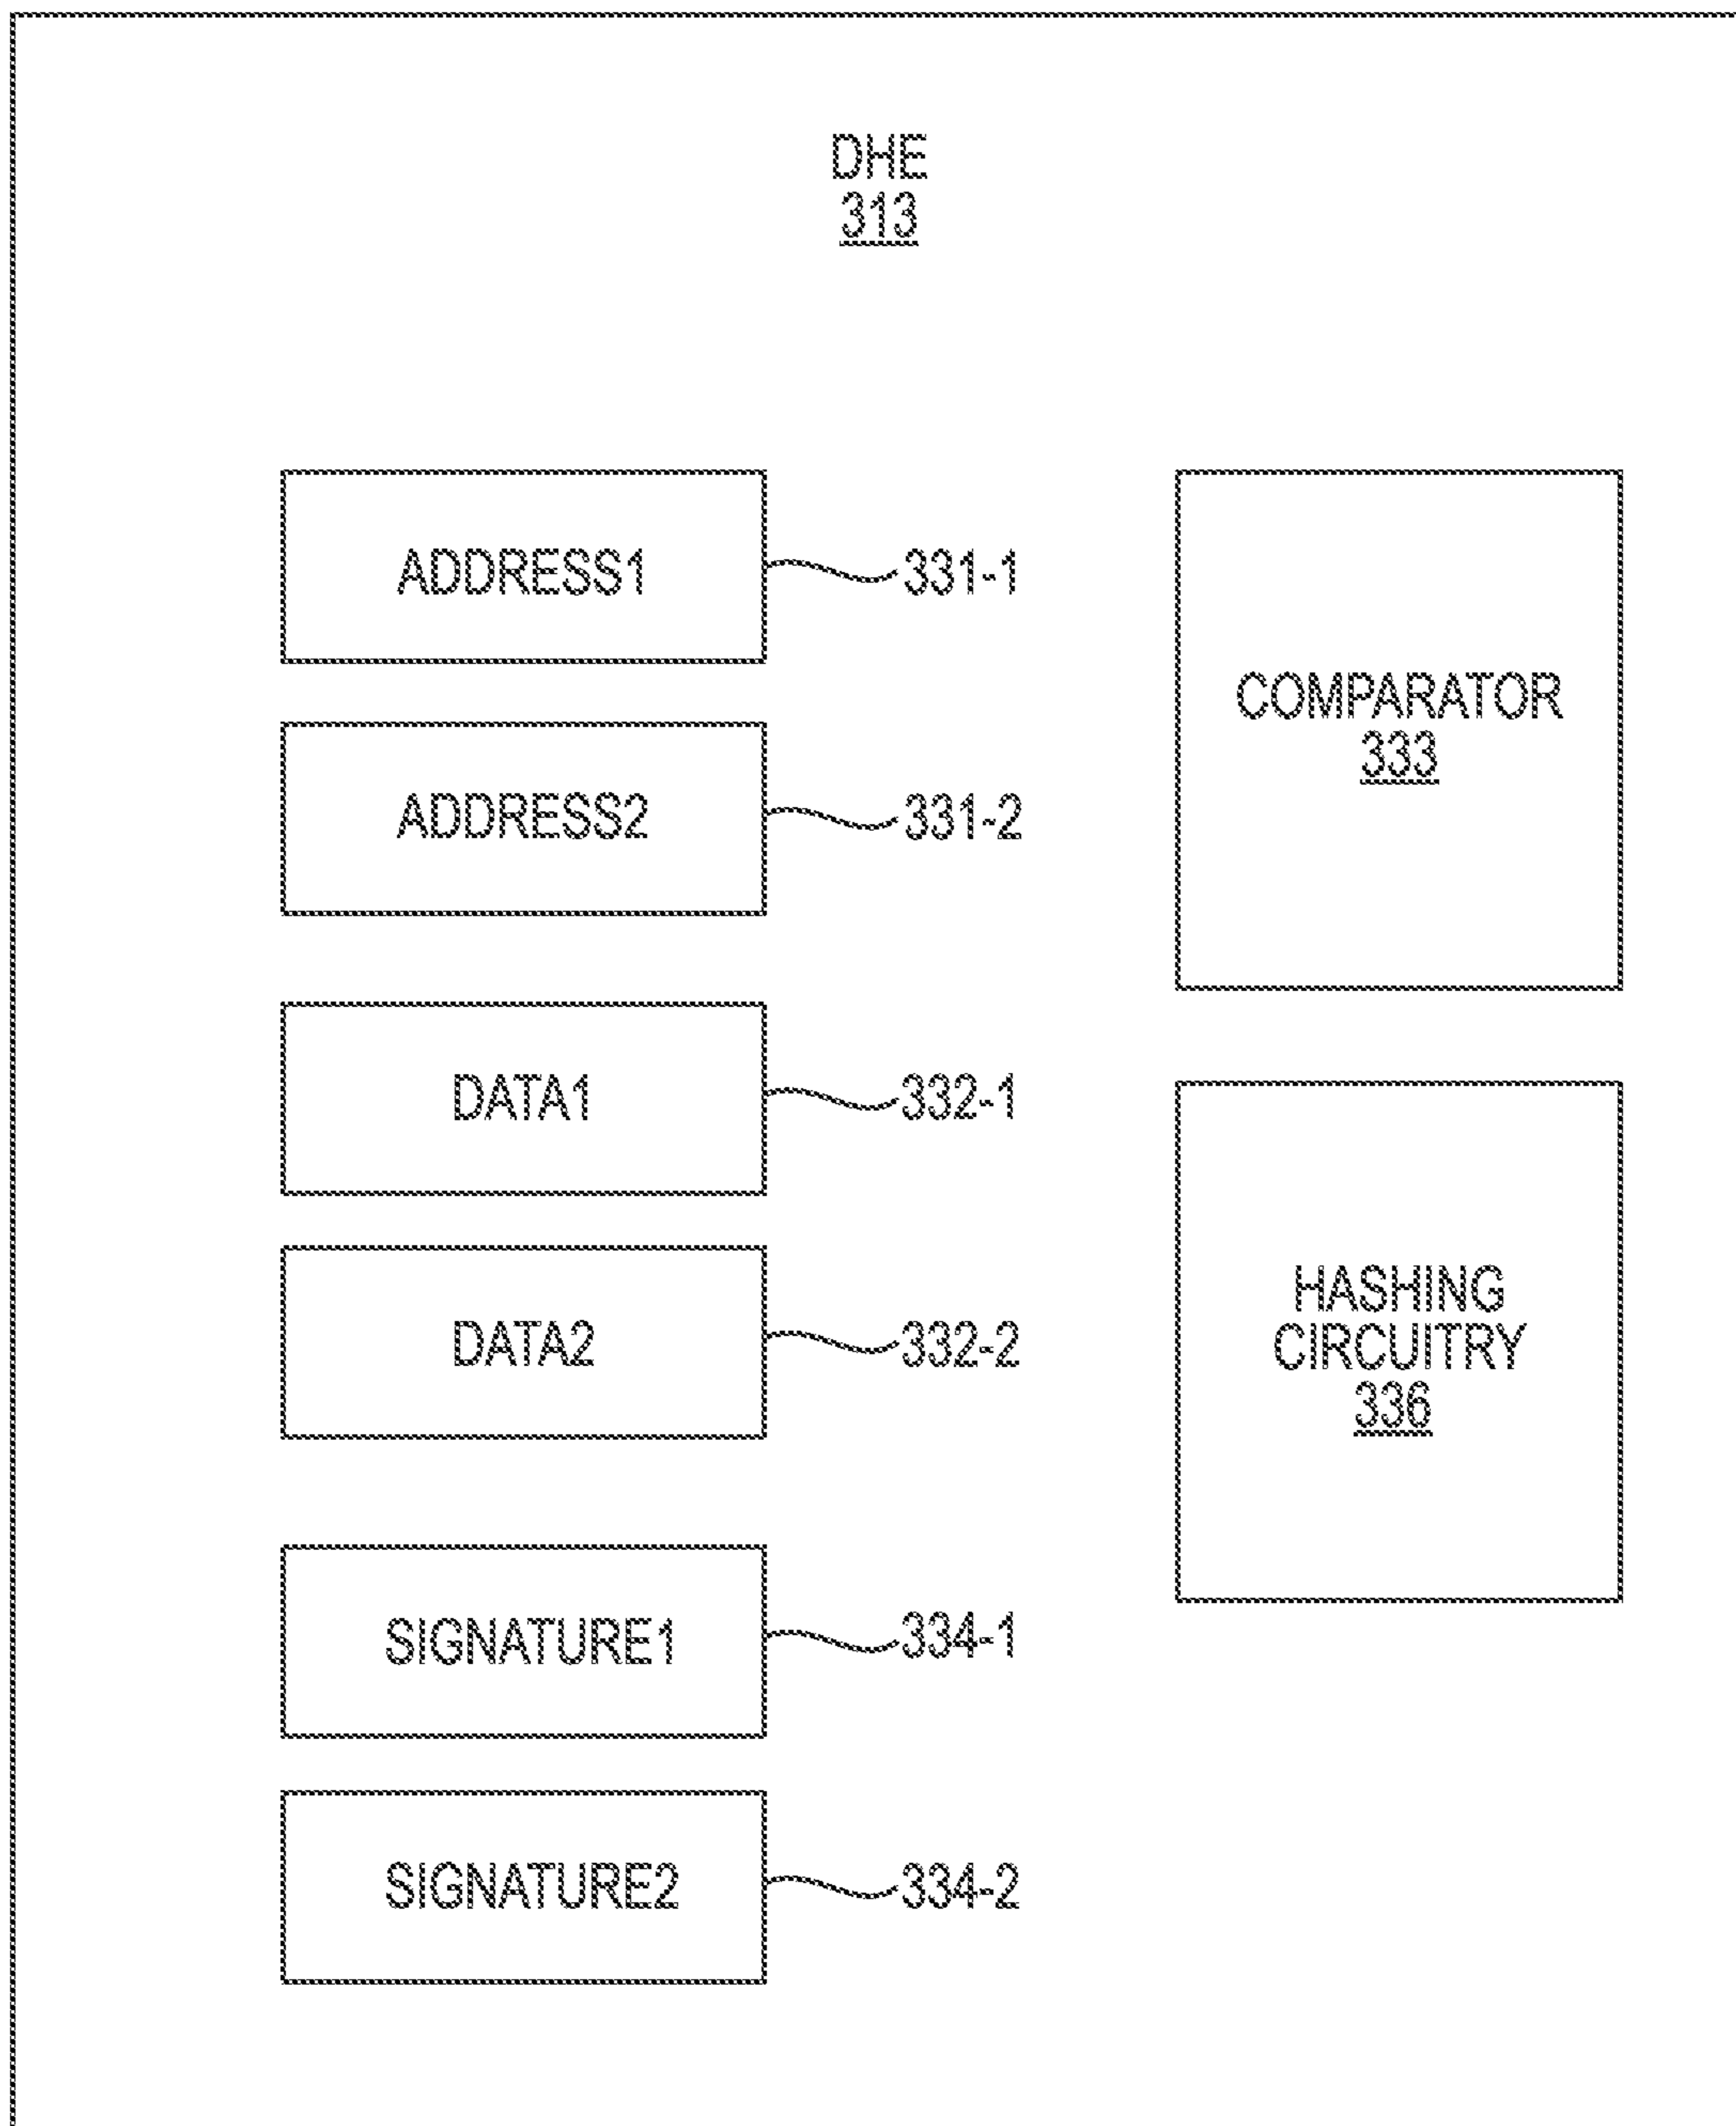 DHE
313
ADDRESS1
331-1
ADDRESS2
331-2
DATA1
332-1
DATA2
332-2
SIGNATURE1
334-1
SIGNATURE2
334-2
COMPARATOR
333
HASHING
CIRCUITRY
336